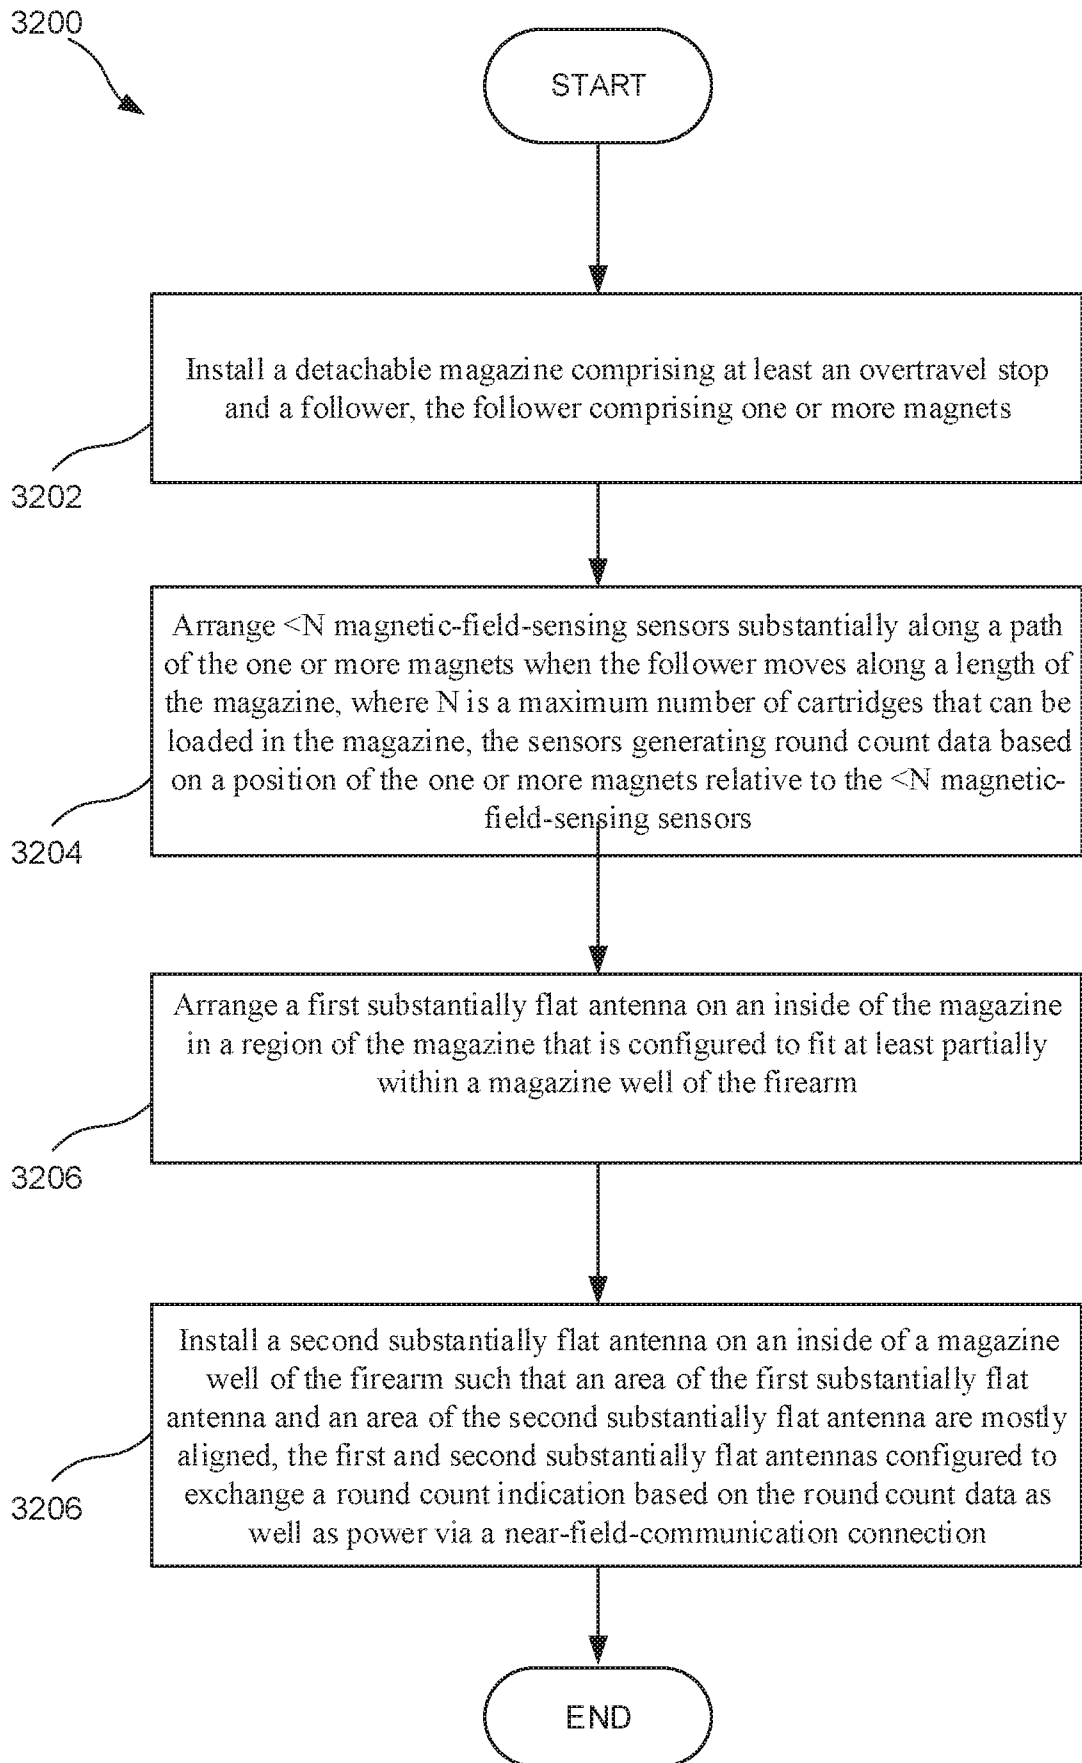 3200
START
Install a detachable magazine comprising at least an overtravel stop
and a follower, the follower comprising one or more magnets
3202
Arrange <N magnetic-field-sensing sensors substantially along a path
of the one or more magnets when the follower moves along a length of
the magazine, where N is a maximum number of cartridges that can be
loaded in the magazine, the sensors generating round count data based
on a position of the one or more magnets relative to the <N magnetic-
field-sensing sensors
3204
Arrange a first substantially flat antenna on an inside of the magazine
in a region of the magazine that is configured to fit at least partially
within a magazine well of the firearm
3206
Install a second substantially flat antenna on an inside of a magazine
well of the firearm such that an area of the first substantially flat
antenna and an area of the second substantially flat antenna are mostly
aligned, the first and second substantially flat antennas configured to
exchange a round count indication based on the round count data as
well as power via a near-field-communication connection
3206
END